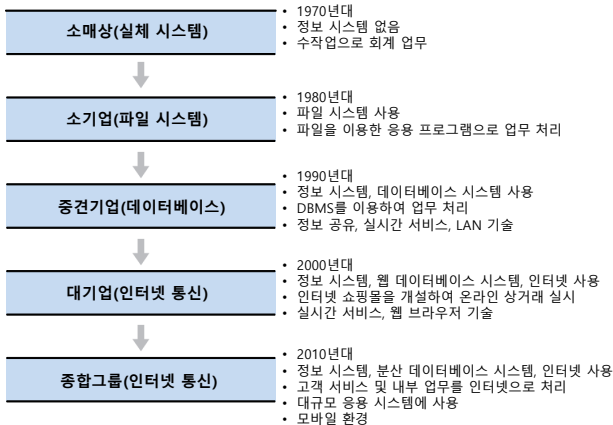 소매상(실체 시스템)
• 1970년대
• 정보 시스템 없음
• 수작업으로 회계 업무
소기업(파일 시스템)
• 1980년대
• 파일 시스템 사용
• 파일을 이용한 응용 프로그램으로 업무 처리
중견기업(데이터베이스)
• 1990년대
• 정보 시스템, 데이터베이스 시스템 사용
• DBMS를 이용하여 업무 처리
• 정보 공유, 실시간 서비스, LAN 기술
대기업(인터넷 통신)
• 2000년대
• 정보 시스템, 웹 데이터베이스 시스템, 인터넷 사용
• 인터넷 쇼핑몰을 개설하여 온라인 상거래 실시
• 실시간 서비스, 웹 브라우저 기술
종합그룹(인터넷 통신)
• 2010년대
• 정보 시스템, 분산 데이터베이스 시스템, 인터넷 사용
• 고객 서비스 및 내부 업무를 인터넷으로 처리
• 대규모 응용 시스템에 사용
• 모바일 환경